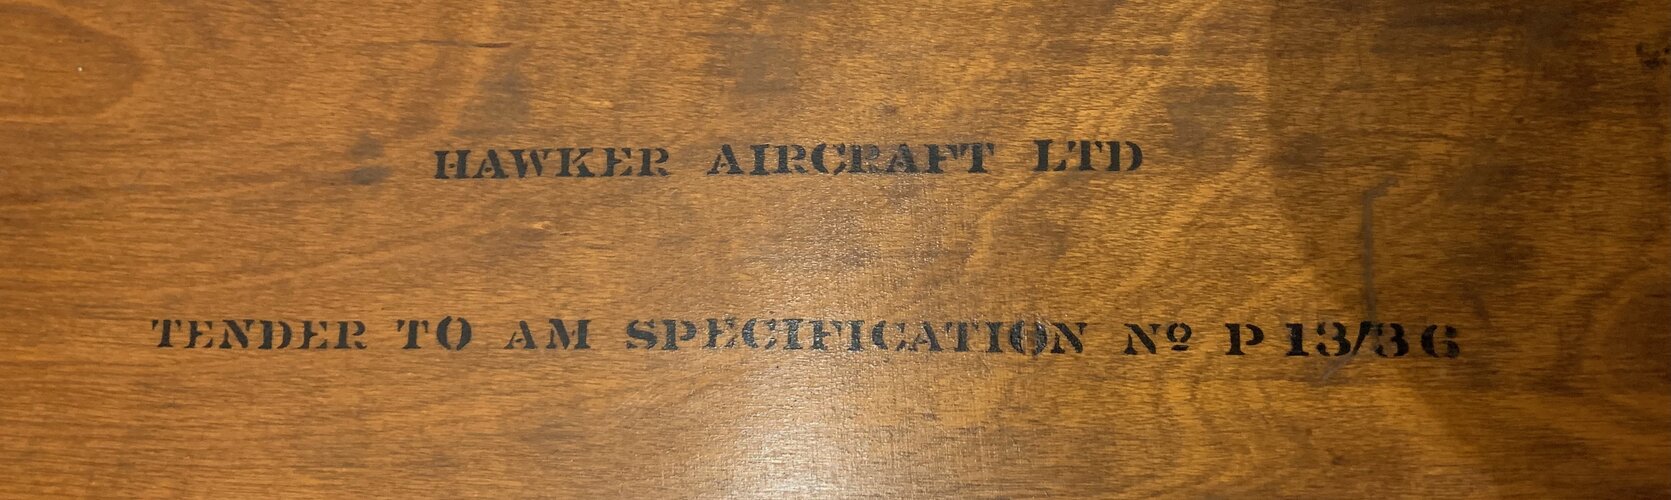 HAWKER AIRCRAFT LTD
TENDER TO AM SPECIFICATION Nº P 13/36